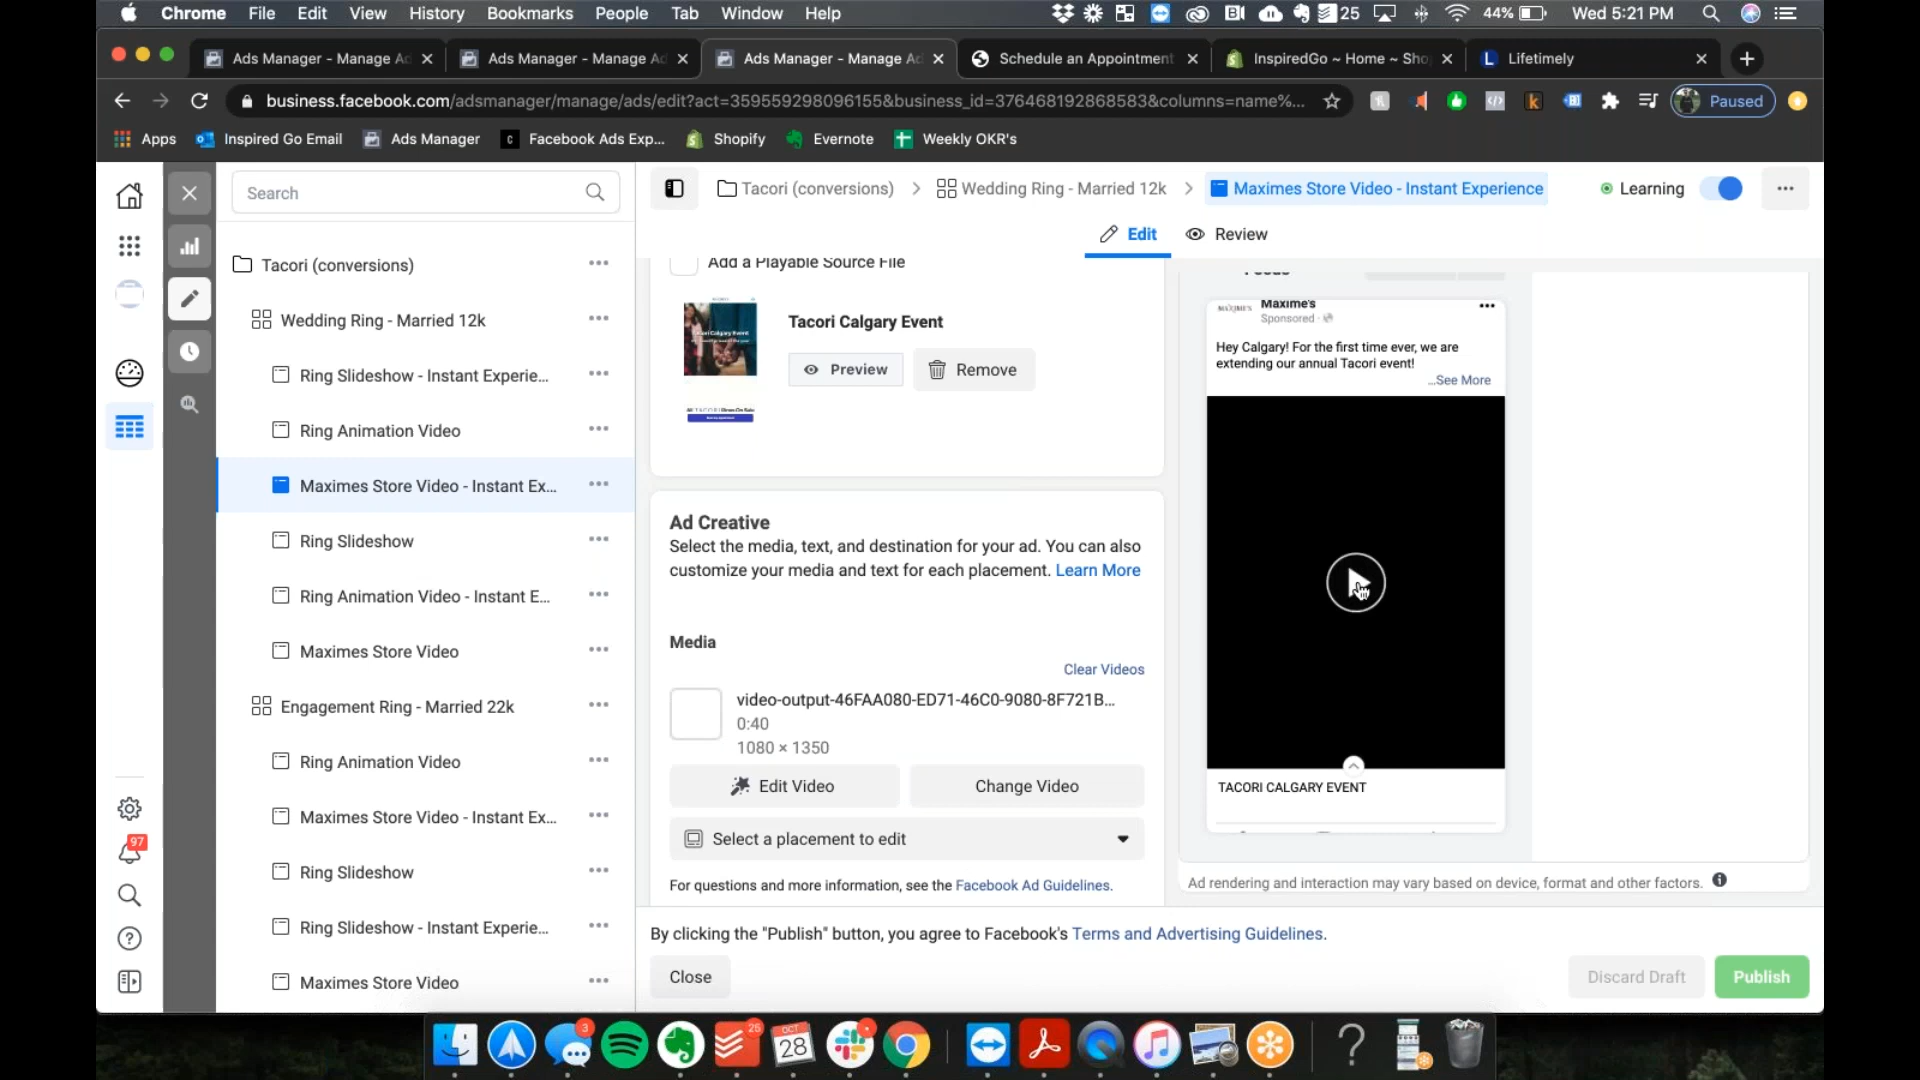 Chrome File Edit View History Bookmarks People Tab Window Help 25 44% Wed 5:21 PM
Ads Manager - Manage Ad Ads Manager - Manage Ad Ads Manager - Manage Ad Schedule an Appointment InspiredGo ~ Home ~ Sho Lifetimely
business.facebook.com/adsmanager/manage/ads/edit?act=359559298096155&business_id=376468192868583&columns=name%... Paused
Apps Inspired Go Email Ads Manager Facebook Ads Exp... Shopify Evernote Weekly OKR's
Search
Tacori (conversions) > Wedding Ring - Married 12k > Maximes Store Video - Instant Experience Learning
Edit Review
Tacori (conversions)
Wedding Ring - Married 12k
Ring Slideshow - Instant Experie...
Ring Animation Video
Maximes Store Video - Instant Ex...
Ring Slideshow
Ring Animation Video - Instant E...
Maximes Store Video
Engagement Ring - Married 22k
Ring Animation Video
Maximes Store Video - Instant Ex...
Ring Slideshow
Ring Slideshow - Instant Experie...
Maximes Store Video
97
Add a Playable Source File
Tacori Calgary Event
Preview Remove
Ad Creative
Select the media, text, and destination for your ad. You can also
customize your media and text for each placement. Learn More
Media
Clear Videos
video-output-46FAA080-ED71-46C0-9080-8F721B...
0:40
1080 × 1350
Edit Video Change Video
Select a placement to edit
For questions and more information, see the Facebook Ad Guidelines.
MAXIMES Maxime's
Sponsored ·
Hey Calgary! For the first time ever, we are
extending our annual Tacori event!
...See More
TACORI CALGARY EVENT
Ad rendering and interaction may vary based on device, format and other factors.
By clicking the "Publish" button, you agree to Facebook's Terms and Advertising Guidelines.
Close Discard Draft Publish
3 26 OCT 28